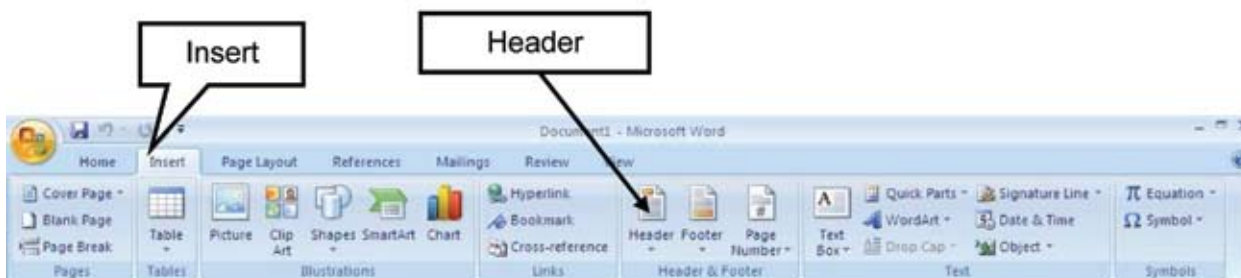 Insert
Header
Document1 - Microsoft Word
Home Insert Page Layout References Mailings Review
Cover Page
Blank Page
Page Break
Pages
Table
Tables
Picture
Clip Art
Shapes
SmartArt
Chart
Illustrations
Hyperlink
Bookmark
Cross-reference
Links
Header
Footer
Page Number
Header & Footer
Text Box
Quick Parts
WordArt
Drop Cap
Signature Line
Date & Time
Object
Text
π Equation
Ω Symbol
Symbols